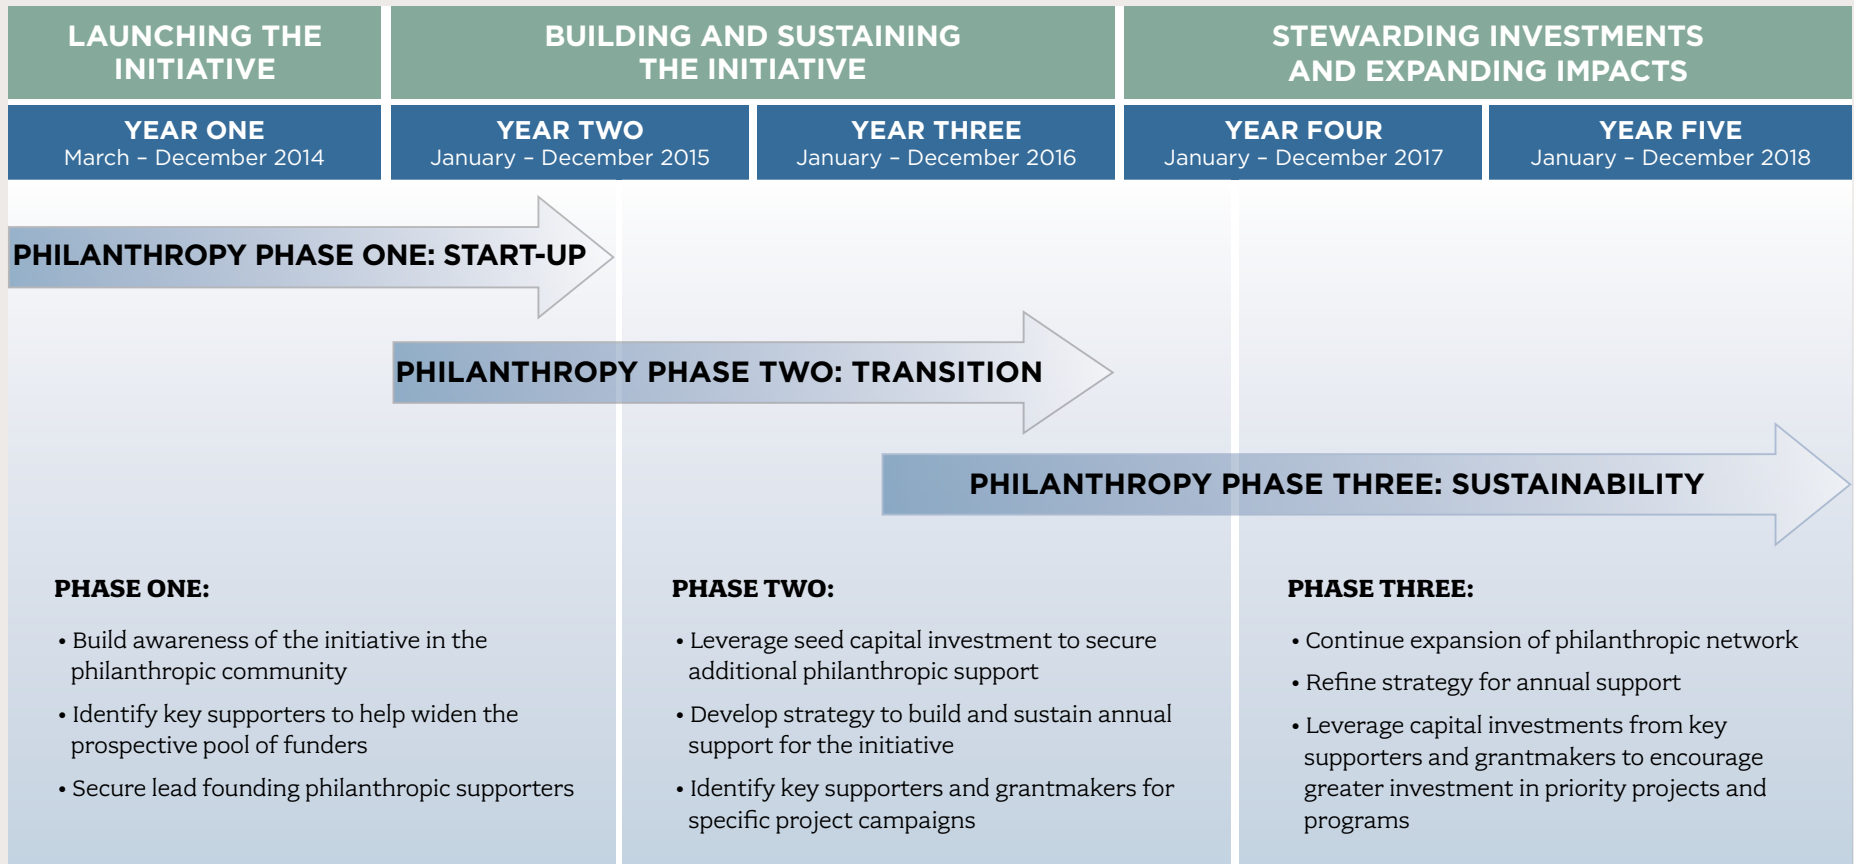 LAUNCHING THE
INITIATIVE
BUILDING AND SUSTAINING
THE INITIATIVE
STEWARDING INVESTMENTS
AND EXPANDING IMPACTS
YEAR ONE
March – December 2014
YEAR TWO
January – December 2015
YEAR THREE
January – December 2016
YEAR FOUR
January – December 2017
YEAR FIVE
January – December 2018
PHILANTHROPY PHASE ONE: START-UP
PHILANTHROPY PHASE TWO: TRANSITION
PHILANTHROPY PHASE THREE: SUSTAINABILITY
PHASE ONE:
• Build awareness of the initiative in the
philanthropic community
• Identify key supporters to help widen the
prospective pool of funders
• Secure lead founding philanthropic supporters
PHASE TWO:
• Leverage seed capital investment to secure
additional philanthropic support
• Develop strategy to build and sustain annual
support for the initiative
• Identify key supporters and grantmakers for
specific project campaigns
PHASE THREE:
• Continue expansion of philanthropic network
• Refine strategy for annual support
• Leverage capital investments from key
supporters and grantmakers to encourage
greater investment in priority projects and
programs